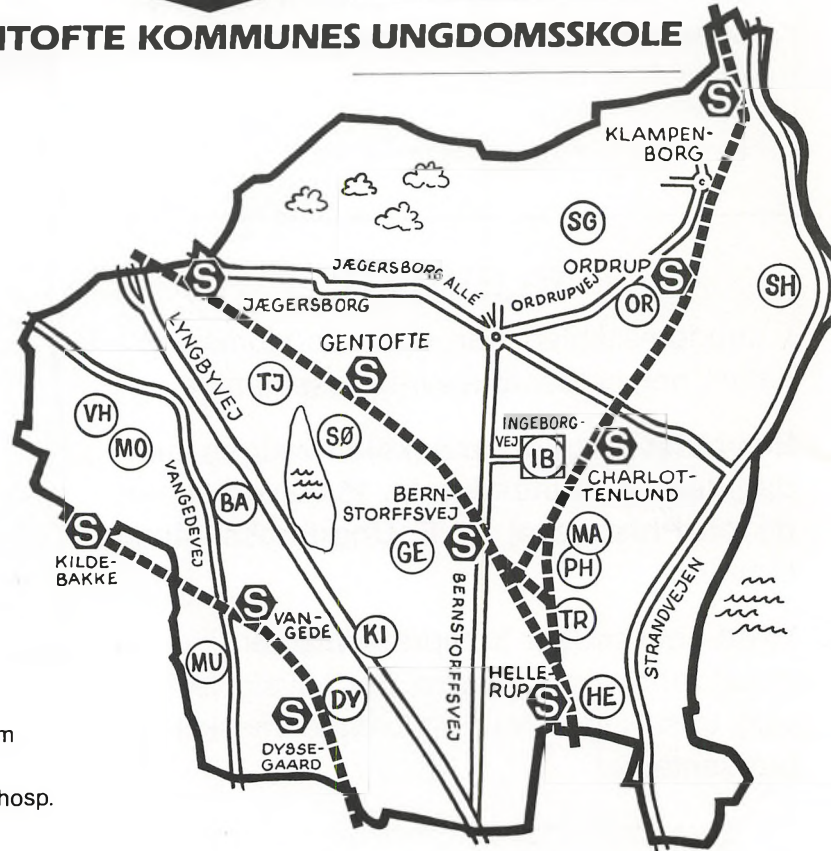 NTOFTE KOMMUNES UNGDOMSSKOLE
S
KLAMPEN-
BORG
SG
ORDRUP S
OR
SH
S
JÆGERSBORG ALLÉ
ORDRUPVEJ
JÆGERSBORG
LYNGBYVEJ
GENTOFTE
S
TJ
SØ
VH
MO
INGEBORG-
VEJ
IB
S
CHARLOT-
TENLUND
VANGEDEVEJ
BA
BERN-
STORFFSVEJ
S
GE
MA
PH
S
KILDE-
BAKKE
S
VAN-
GEDE
KI
BERNSTORFFSVEJ
TR
STRANDVEJEN
MU
HELLE-
RUP
S
HE
DY
S
DYSSE-
GAARD
m
hosp.